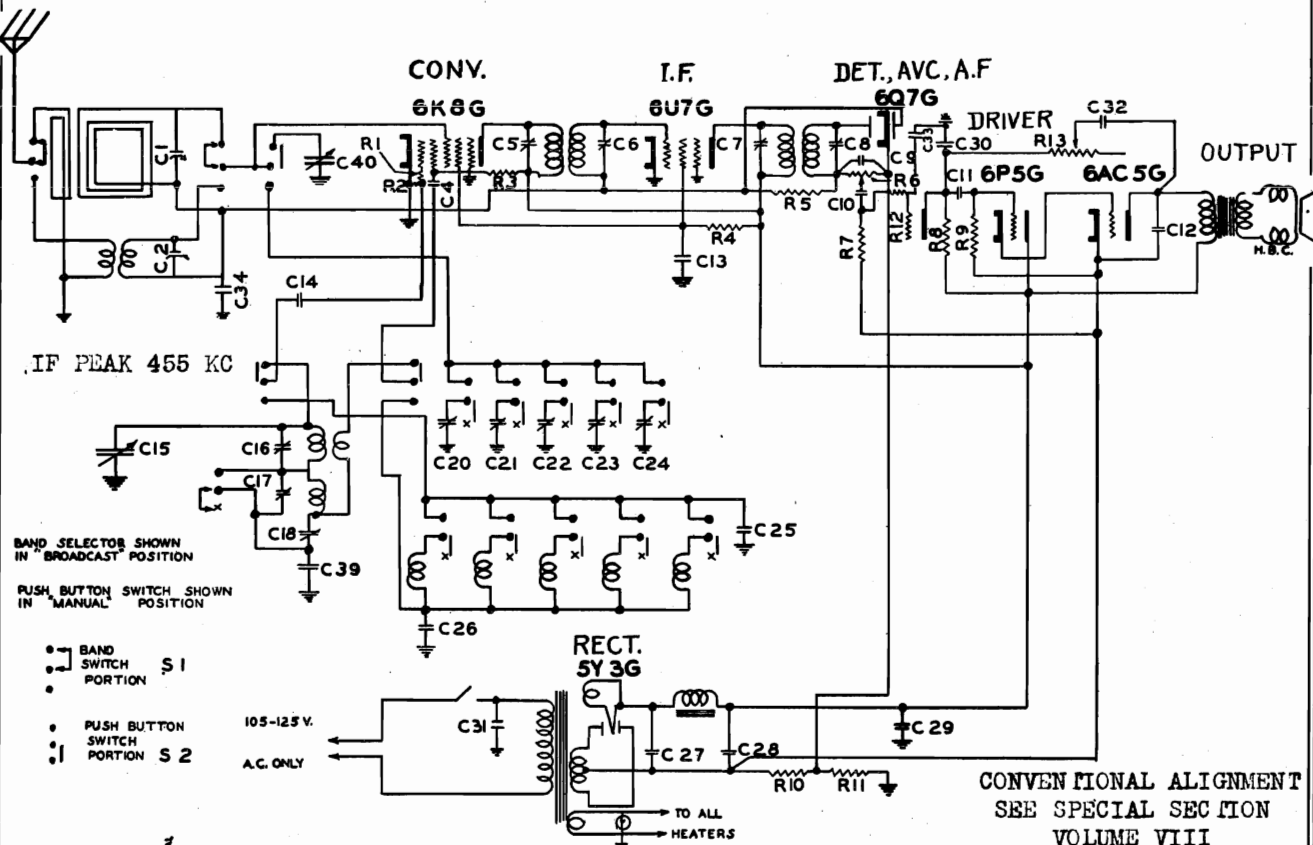 CONV.
6K8G
I.F.
6U7G
DET., AVC, A.F
6Q7G
DRIVER
C32
R13
OUTPUT
C1
C40
R1
R2
C4
C5
R3
C6
C7
C8
C9
R6
C33
C30
C11
6P5G
6AC5G
C10
R5
R12
R8
R9
C12
H.B.C.
C2
C34
R4
C13
R7
C14
IF PEAK 455 KC
C15
C16
C17
x
C18
C39
x
x
x
x
x
C20
C21
C22
C23
C24
x
x
x
x
x
C25
C26
BAND SELECTOR SHOWN
IN "BROADCAST" POSITION
PUSH BUTTON SWITCH SHOWN
IN "MANUAL" POSITION
BAND
SWITCH
PORTION S 1
PUSH BUTTON
SWITCH
PORTION S 2
RECT.
5Y3G
105-125 V.
A.C. ONLY
C31
C27
C28
C29
R10
R11
TO ALL
HEATERS
CONVENTIONAL ALIGNMENT
SEE SPECIAL SECTION
VOLUME VIII